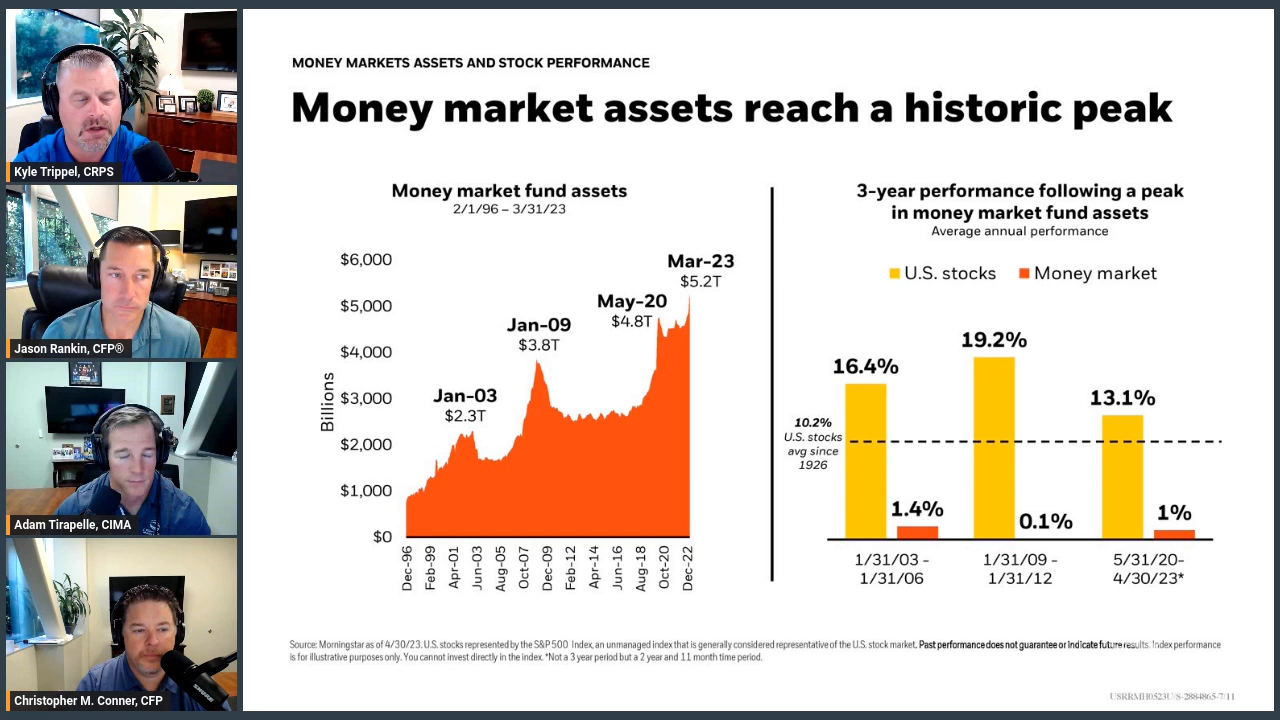 Kyle Trippel, CRPS
Jason Rankin, CFP®
Adam Tirapelle, CIMA
Christopher M. Conner, CFP
MONEY MARKETS ASSETS AND STOCK PERFORMANCE
Money market assets reach a historic peak
Money market fund assets
2/1/96 – 3/31/23
Billions
$6,000
$5,000
$4,000
$3,000
$2,000
$1,000
$0
Jan-03
$2.3T
Jan-09
$3.8T
May-20
$4.8T
Mar-23
$5.2T
Dec-96
Feb-99
Apr-01
Jun-03
Aug-05
Oct-07
Dec-09
Feb-12
Apr-14
Jun-16
Aug-18
Oct-20
Dec-22
3-year performance following a peak
in money market fund assets
Average annual performance
U.S. stocks
Money market
10.2%
U.S. stocks
avg since
1926
16.4%
1.4%
19.2%
0.1%
13.1%
1%
1/31/03 -
1/31/06
1/31/09 -
1/31/12
5/31/20-
4/30/23*
Source: Morningstar as of 4/30/23. U.S. stocks represented by the S&P 500 Index, an unmanaged index that is generally considered representative of the U.S. stock market. Past performance does not guarantee or indicate future results. Index performance
is for illustrative purposes only. You cannot invest directly in the index. *Not a 3 year period but a 2 year and 11 month time period.